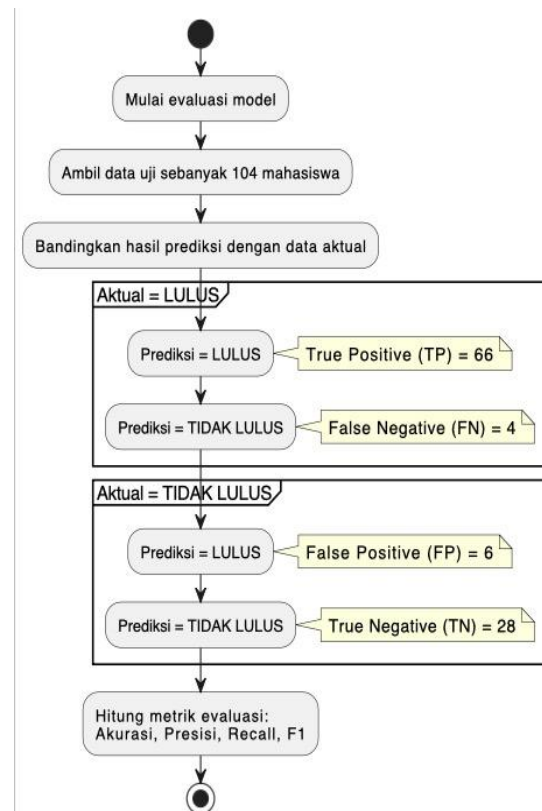 Mulai evaluasi model
Ambil data uji sebanyak 104 mahasiswa
Bandingkan hasil prediksi dengan data aktual
Aktual = LULUS
Prediksi = LULUS
True Positive (TP) = 66
Prediksi = TIDAK LULUS
False Negative (FN) = 4
Aktual = TIDAK LULUS
Prediksi = LULUS
False Positive (FP) = 6
Prediksi = TIDAK LULUS
True Negative (TN) = 28
Hitung metrik evaluasi:
Akurasi, Presisi, Recall, F1